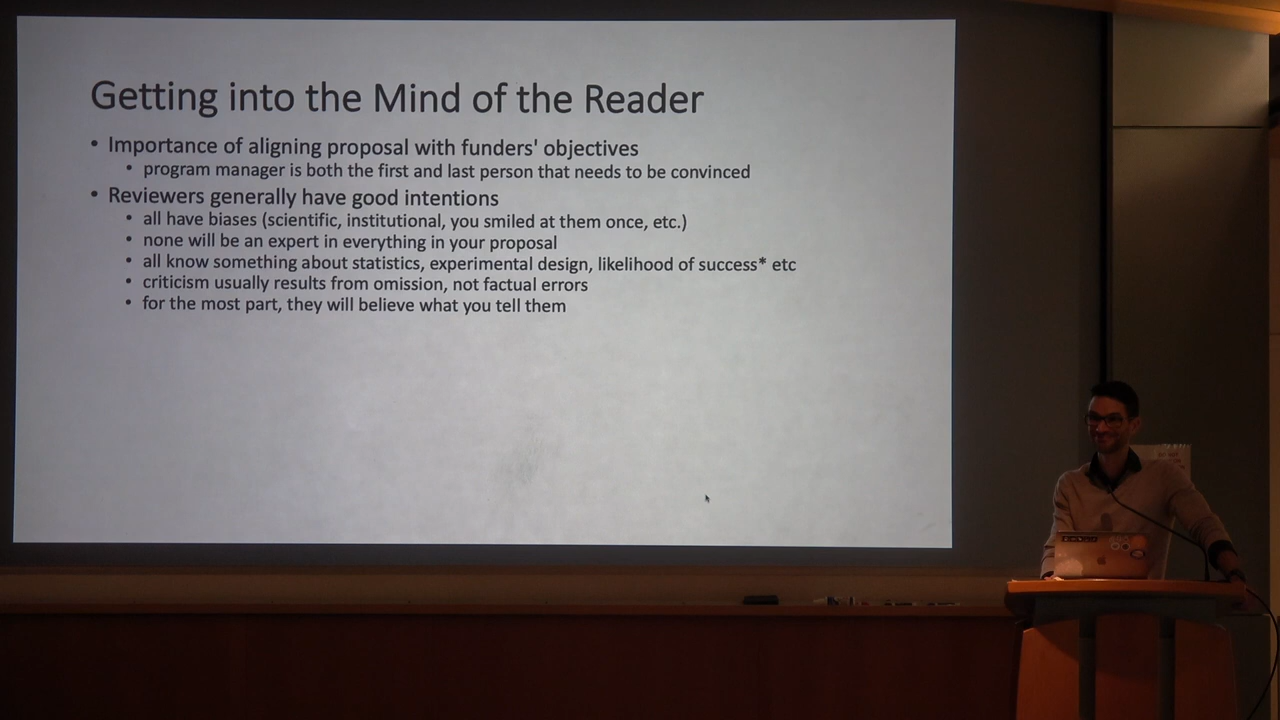 Getting into the Mind of the Reader
• Importance of aligning proposal with funders' objectives
• program manager is both the first and last person that needs to be convinced
• Reviewers generally have good intentions
• all have biases (scientific, institutional, you smiled at them once, etc.)
• none will be an expert in everything in your proposal
• all know something about statistics, experimental design, likelihood of success* etc
• criticism usually results from omission, not factual errors
• for the most part, they will believe what you tell them